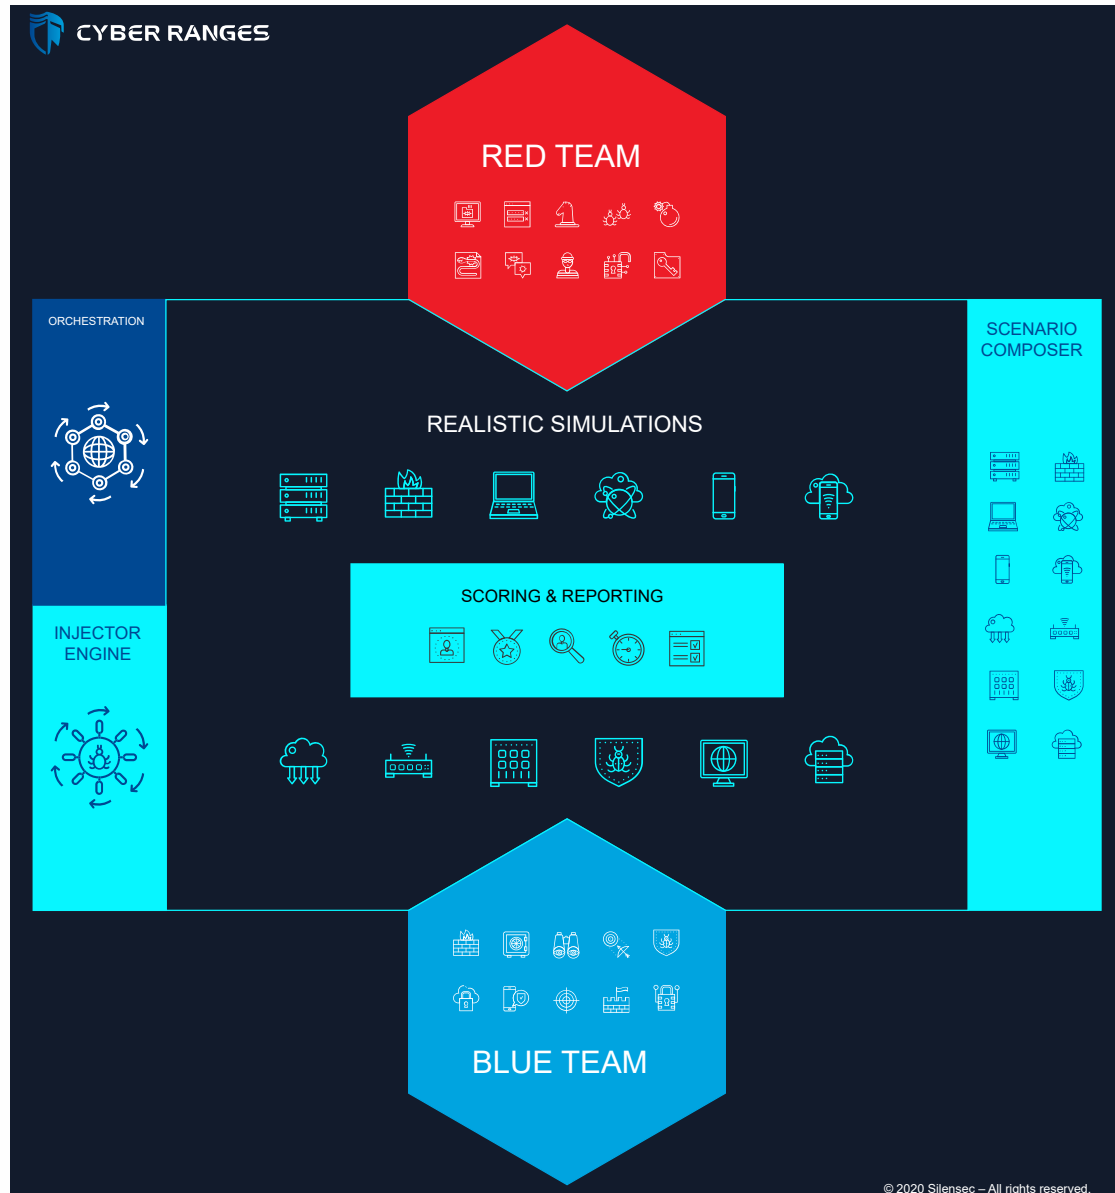 CYBER RANGES
RED TEAM
ORCHESTRATION
SCENARIO
COMPOSER
REALISTIC SIMULATIONS
SCORING & REPORTING
INJECTOR
ENGINE
BLUE TEAM
© 2020 Silensec – All rights reserved.